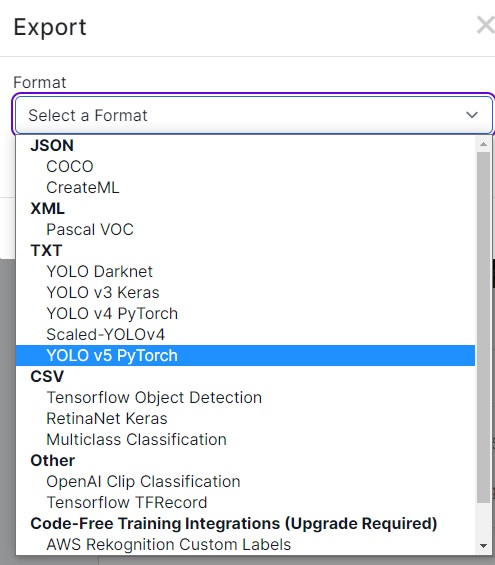 Export
Format
Select a Format
JSON
COCO
CreateML
XML
Pascal VOC
TXT
YOLO Darknet
YOLO v3 Keras
YOLO v4 PyTorch
Scaled-YOLOv4
YOLO v5 PyTorch
CSV
Tensorflow Object Detection
RetinaNet Keras
Multiclass Classification
Other
OpenAI Clip Classification
Tensorflow TFRecord
Code-Free Training Integrations (Upgrade Required)
AWS Rekognition Custom Labels